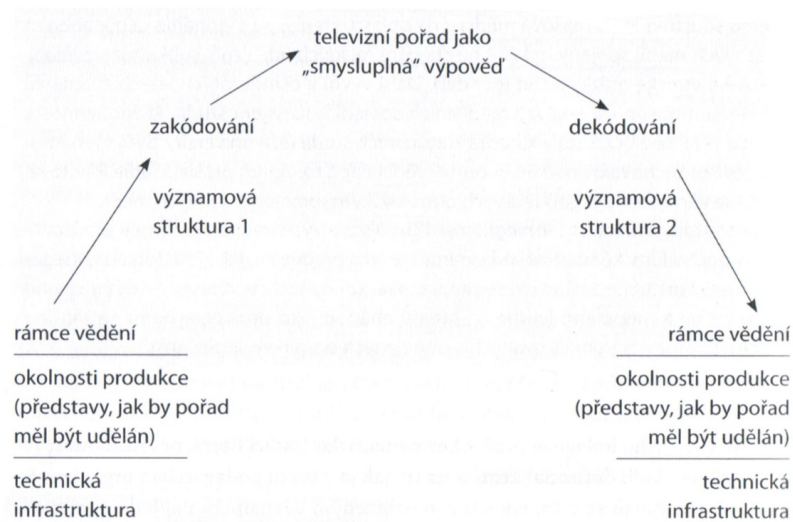 televizní pořad jako
„smysluplná“ výpověď
zakódování
dekódování
významová
struktura 1
významová
struktura 2
rámce vědění
okolnosti produkce
(představy, jak by pořad
měl být udělán)
technická
infrastruktura
rámce vědění
okolnosti produkce
(představy, jak by pořad
měl být udělán)
technická
infrastruktura